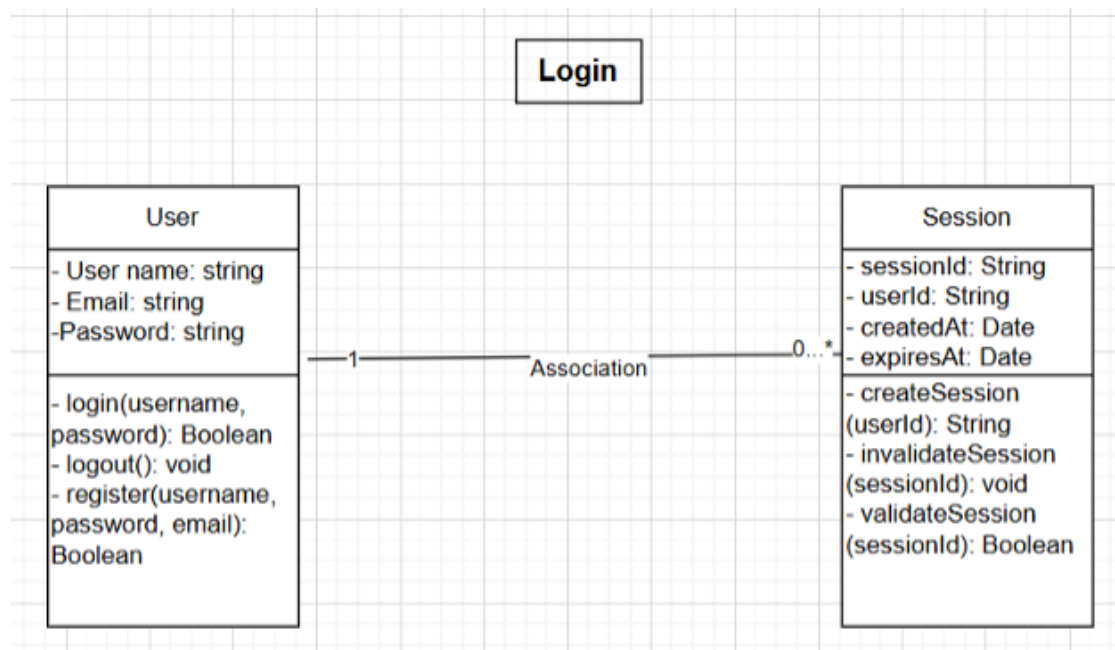 Login
User
- User name: string
- Email: string
-Password: string
- login(username,
password): Boolean
- logout(): void
- register(username,
password, email):
Boolean
1
Association
0...*
Session
- sessionId: String
- userId: String
- createdAt: Date
- expiresAt: Date
- createSession
(userId): String
- invalidateSession
(sessionId): void
- validateSession
(sessionId): Boolean